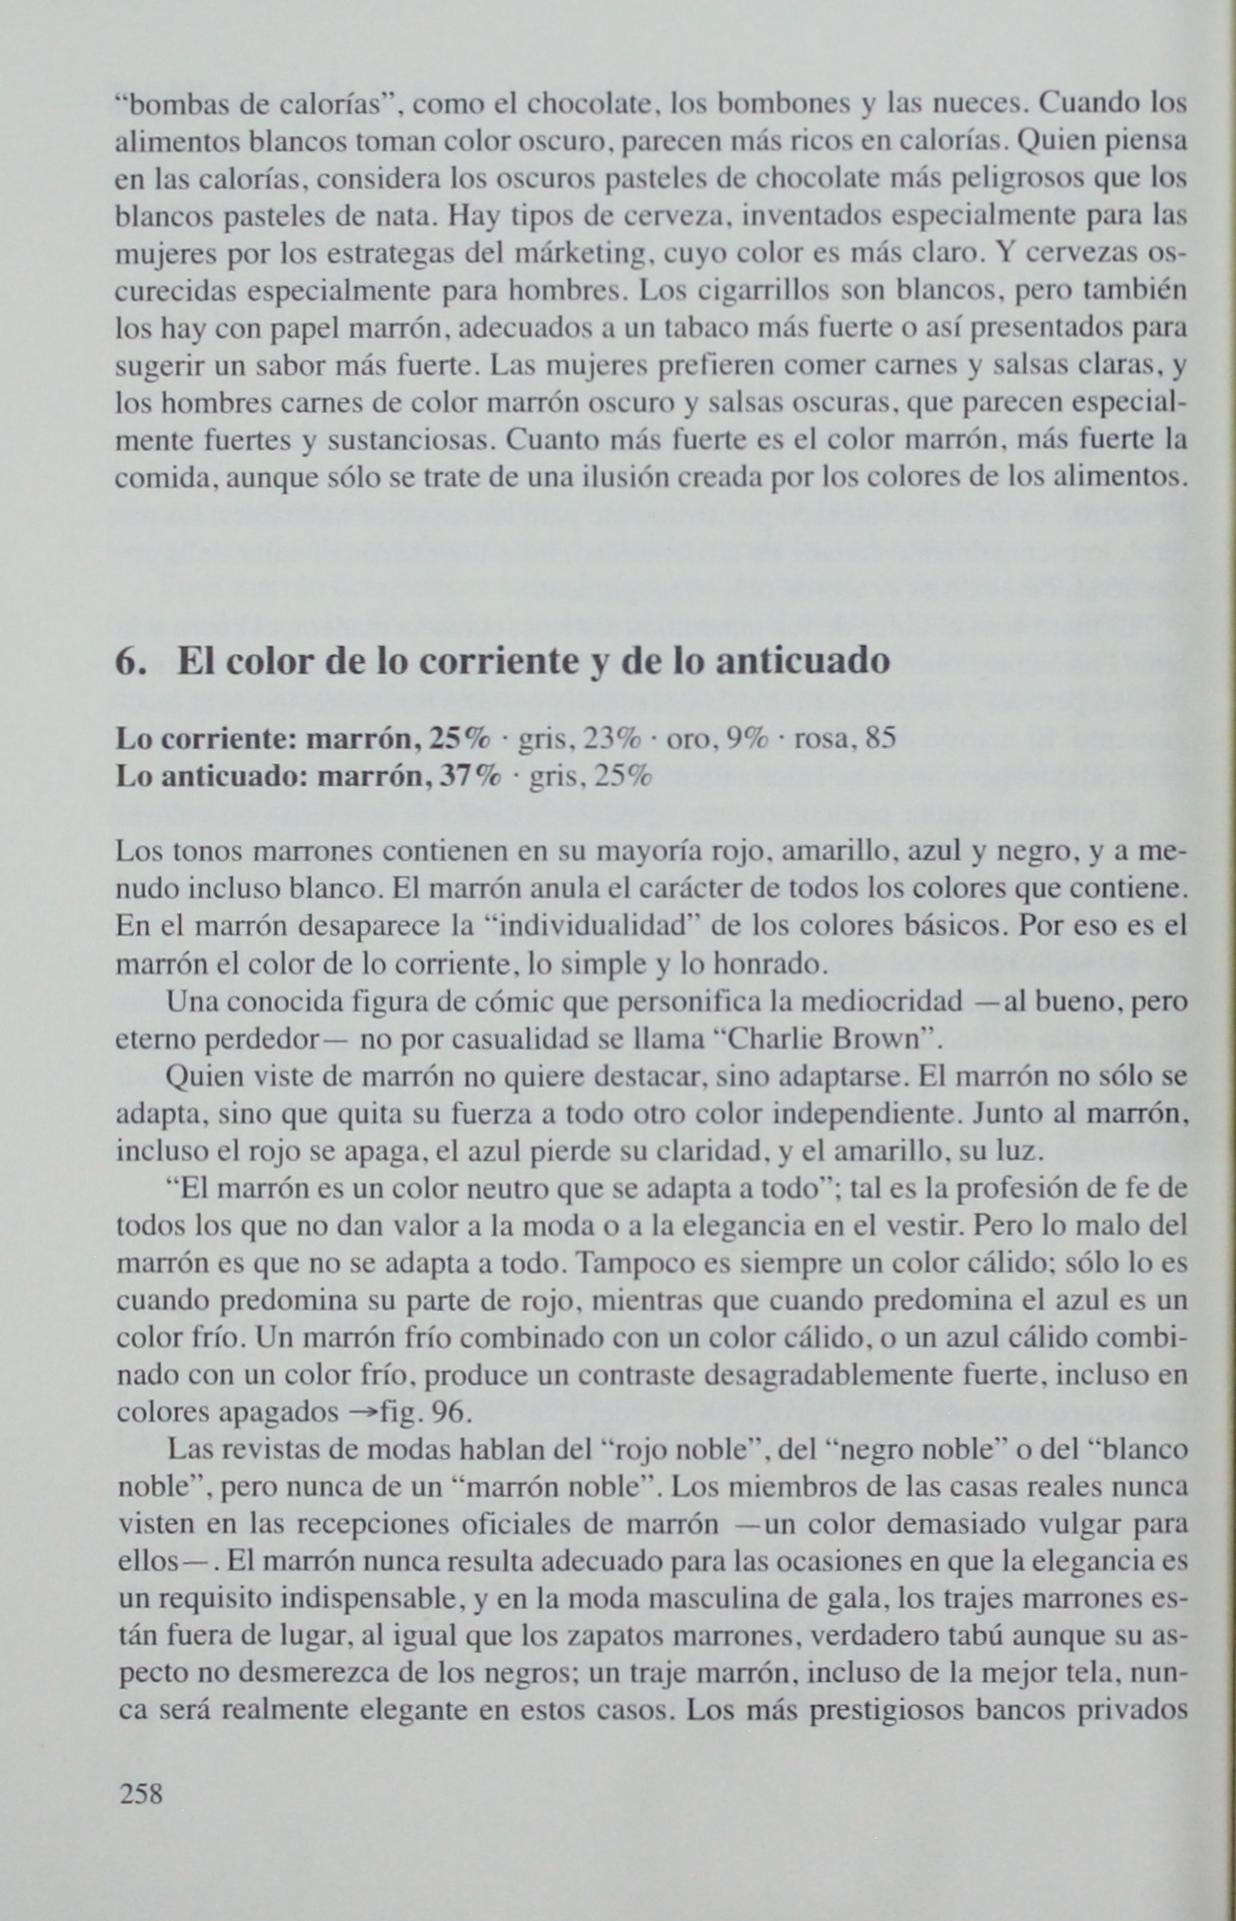 “bombas de calorías”, como el chocolate, los bombones y las nueces. Cuando los
alimentos blancos toman color oscuro, parecen más ricos en calorías. Quien piensa
en las calorías, considera los oscuros pasteles de chocolate más peligrosos que los
blancos pasteles de nata. Hay tipos de cerveza, inventados especialmente para las
mujeres por los estrategas del márketing, cuyo color es más claro. Y cervezas os-
curecidas especialmente para hombres. Los cigarrillos son blancos, pero también
los hay con papel marrón, adecuados a un tabaco más fuerte o así presentados para
sugerir un sabor más fuerte. Las mujeres prefieren comer carnes y salsas claras, y
los hombres carnes de color marrón oscuro y salsas oscuras, que parecen especial-
mente fuertes y sustanciosas. Cuanto más fuerte es el color marrón, más fuerte la
comida, aunque sólo se trate de una ilusión creada por los colores de los alimentos.
6. El color de lo corriente y de lo anticuado
Lo corriente: marrón, 25% · gris, 23% · oro, 9% · rosa, 85
Lo anticuado: marrón, 37% · gris, 25%
Los tonos marrones contienen en su mayoría rojo, amarillo, azul y negro, y a me-
nudo incluso blanco. El marrón anula el carácter de todos los colores que contiene.
En el marrón desaparece la “individualidad” de los colores básicos. Por eso es el
marrón el color de lo corriente, lo simple y lo honrado.
Una conocida figura de cómic que personifica la mediocridad —al bueno, pero
eterno perdedor— no por casualidad se llama “Charlie Brown”.
Quien viste de marrón no quiere destacar, sino adaptarse. El marrón no sólo se
adapta, sino que quita su fuerza a todo otro color independiente. Junto al marrón,
incluso el rojo se apaga, el azul pierde su claridad, y el amarillo, su luz.
“El marrón es un color neutro que se adapta a todo”; tal es la profesión de fe de
todos los que no dan valor a la moda o a la elegancia en el vestir. Pero lo malo del
marrón es que no se adapta a todo. Tampoco es siempre un color cálido; sólo lo es
cuando predomina su parte de rojo, mientras que cuando predomina el azul es un
color frío. Un marrón frío combinado con un color cálido, o un azul cálido combi-
nado con un color frío, produce un contraste desagradablemente fuerte, incluso en
colores apagados →fig. 96.
Las revistas de modas hablan del “rojo noble”, del “negro noble” o del “blanco
noble”, pero nunca de un “marrón noble”. Los miembros de las casas reales nunca
visten en las recepciones oficiales de marrón —un color demasiado vulgar para
ellos—. El marrón nunca resulta adecuado para las ocasiones en que la elegancia es
un requisito indispensable, y en la moda masculina de gala, los trajes marrones es-
tán fuera de lugar, al igual que los zapatos marrones, verdadero tabú aunque su as-
pecto no desmerezca de los negros; un traje marrón, incluso de la mejor tela, nun-
ca será realmente elegante en estos casos. Los más prestigiosos bancos privados
258